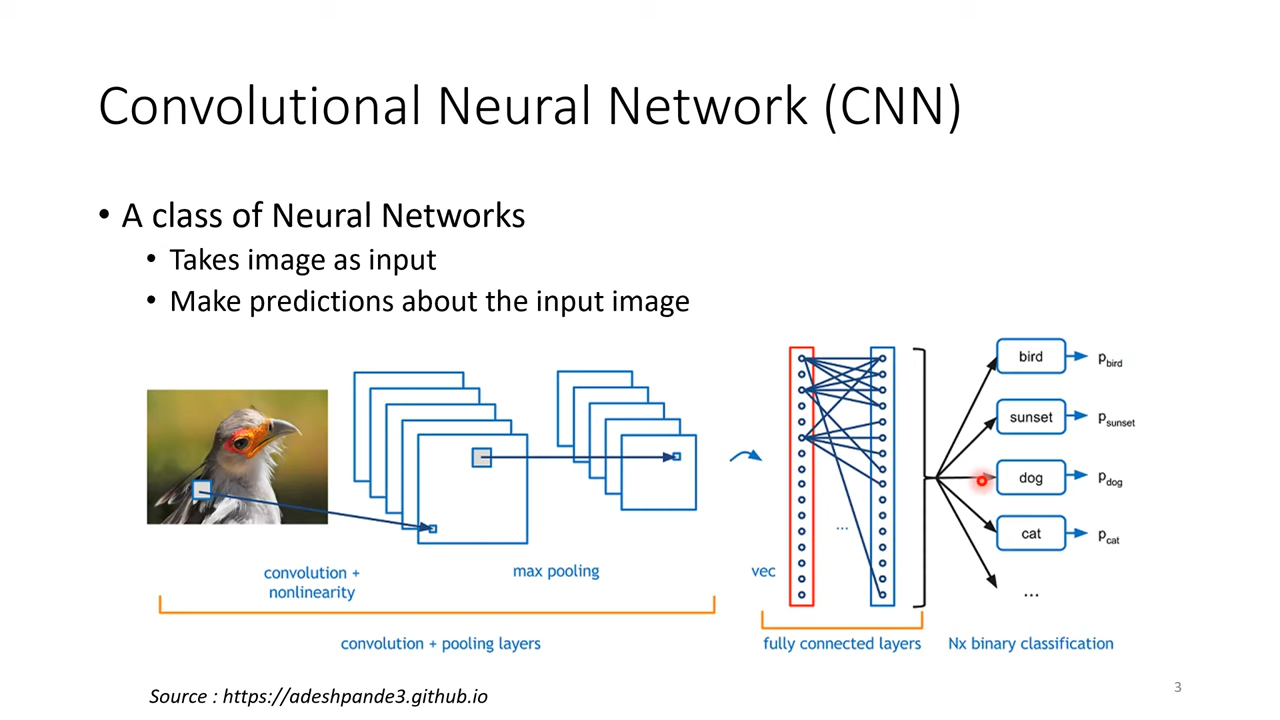 Convolutional Neural Network (CNN)
• A class of Neural Networks
• Takes image as input
• Make predictions about the input image
bird
p_bird
sunset
p_sunset
dog
p_dog
cat
p_cat
...
...
convolution +
nonlinearity
max pooling
vec
convolution + pooling layers
fully connected layers
Nx binary classification
Source : https://adeshpande3.github.io
3